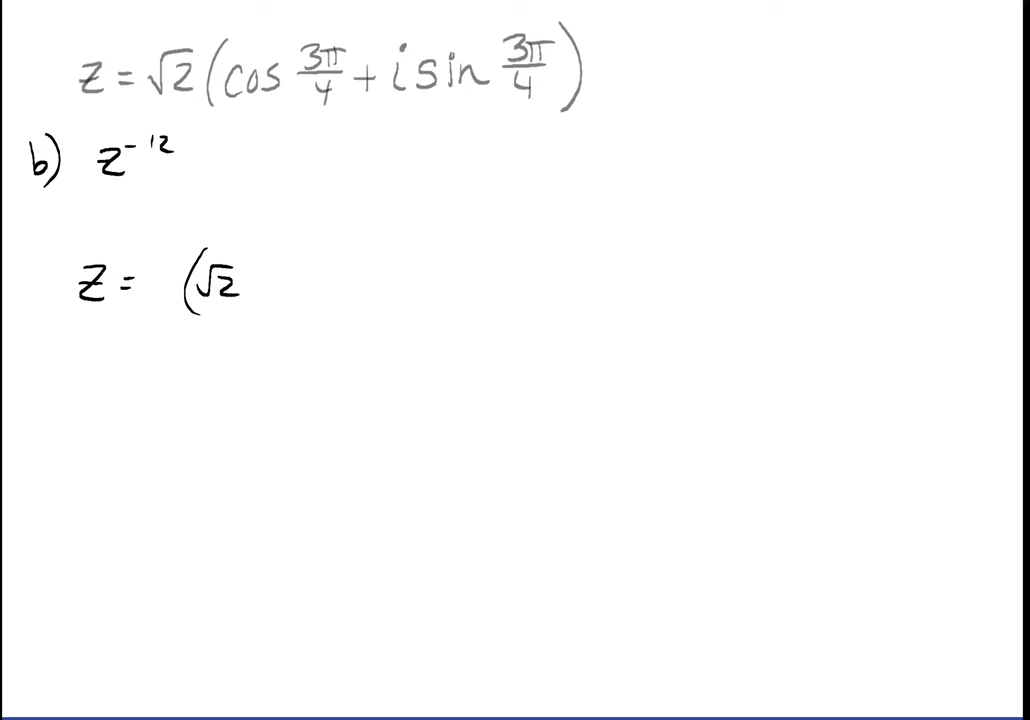 z = √2 (cos 3π/4 + i sin 3π/4)
b) z⁻¹²
z = (√2